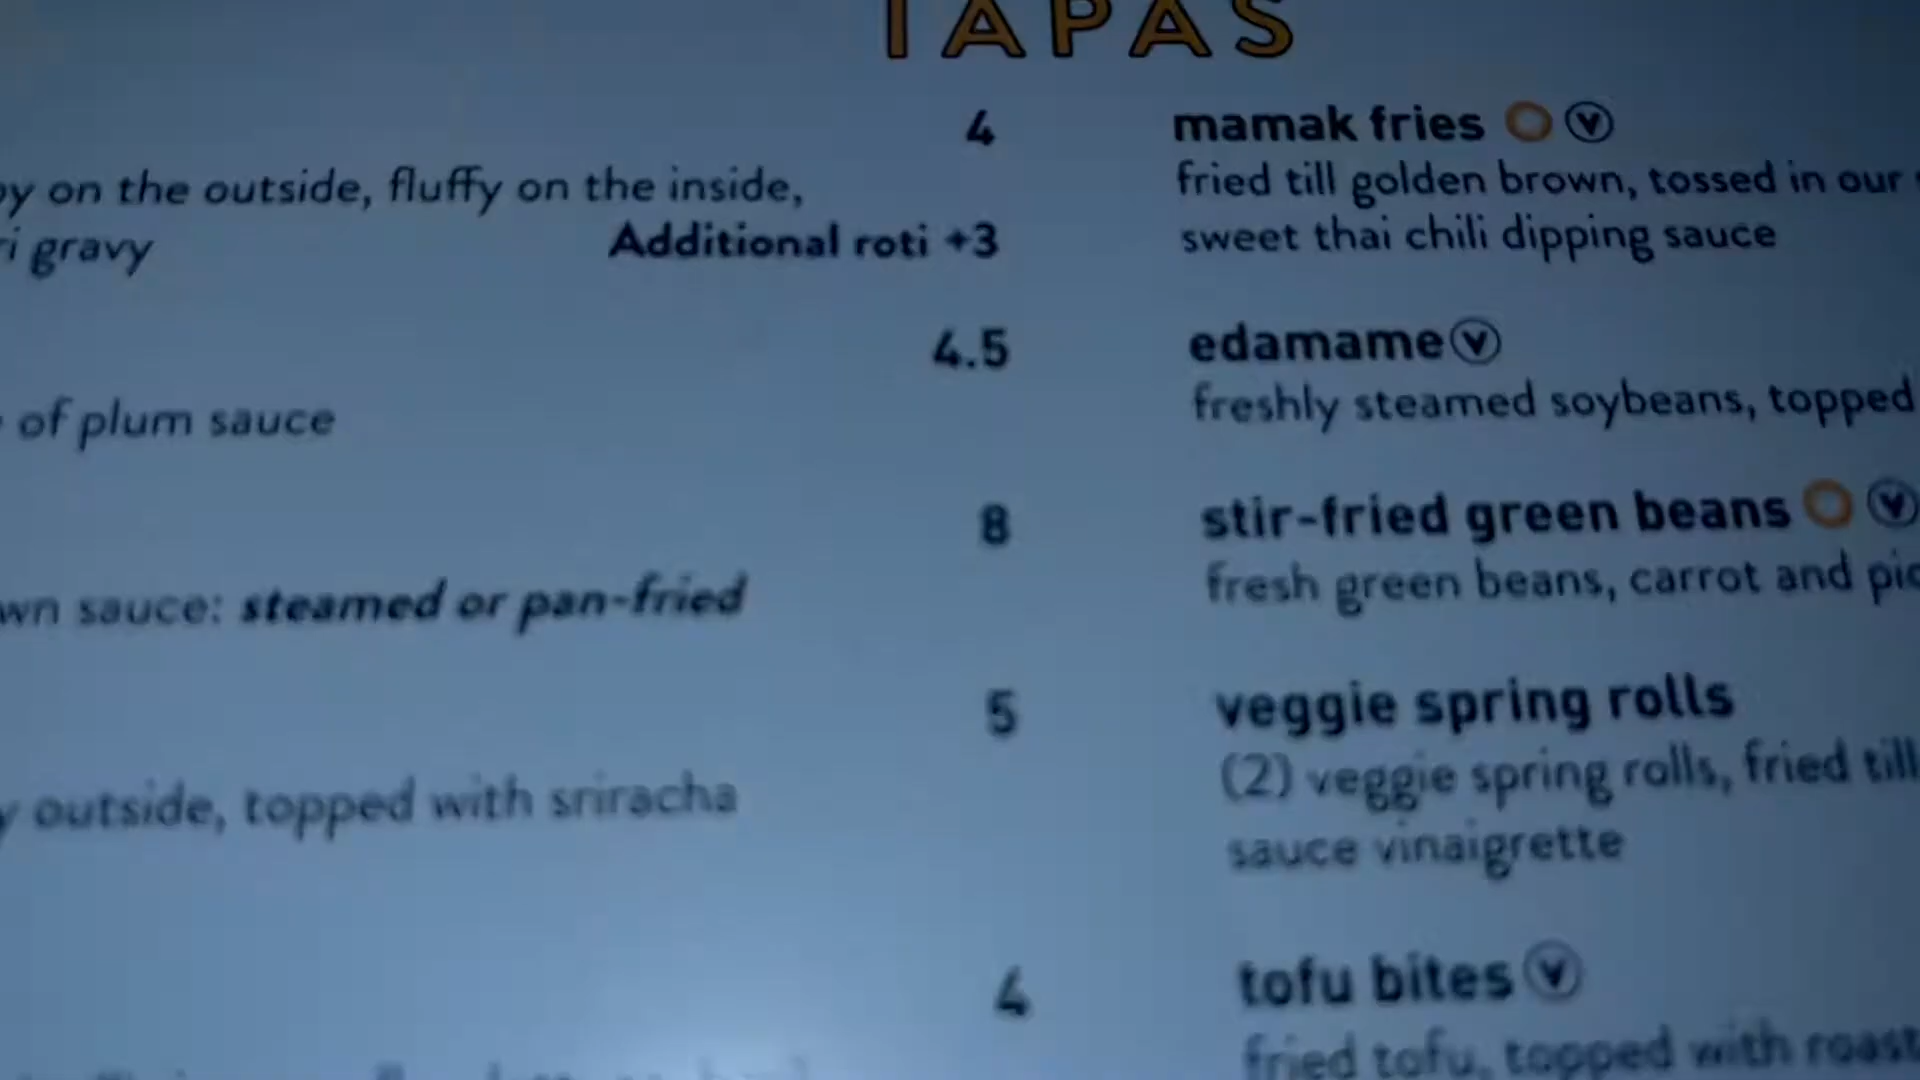 TAPAS
4
on the outside, fluffy on the inside,
gravy
Additional roti +3
4.5
of plum sauce
8
sauce: steamed or pan-fried
5
outside, topped with sriracha
4
mamak fries V
fried till golden brown, tossed in our
sweet thai chili dipping sauce
edamame V
freshly steamed soybeans, topped
stir-fried green beans V
fresh green beans, carrot and
veggie spring rolls
(2) veggie spring rolls, fried till
sauce vinaigrette
tofu bites V
fried tofu, topped with